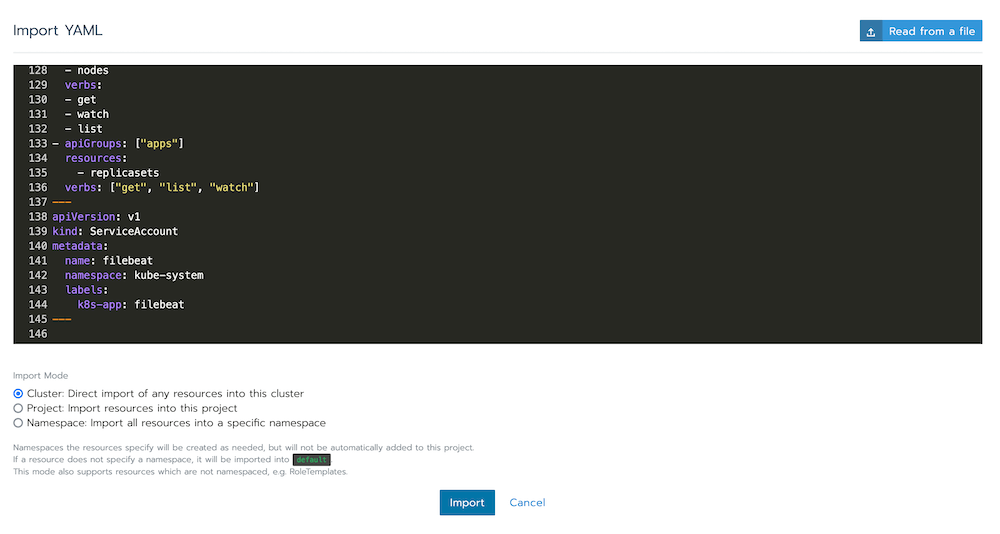 Import YAML
Read from a file
128 - nodes
129 verbs:
130 - get
131 - watch
132 - list
133 - apiGroups: ["apps"]
134 resources:
135 - replicasets
136 verbs: ["get", "list", "watch"]
137 ---
138 apiVersion: v1
139 kind: ServiceAccount
140 metadata:
141 name: filebeat
142 namespace: kube-system
143 labels:
144 k8s-app: filebeat
145 ---
146
Import Mode
Cluster: Direct import of any resources into this cluster
Project: Import resources into this project
Namespace: Import all resources into a specific namespace
Namespaces the resources specify will be created as needed, but will not be automatically added to this project.
If a resource does not specify a namespace, it will be imported into default
This mode also supports resources which are not namespaced, e.g. RoleTemplates.
Import
Cancel